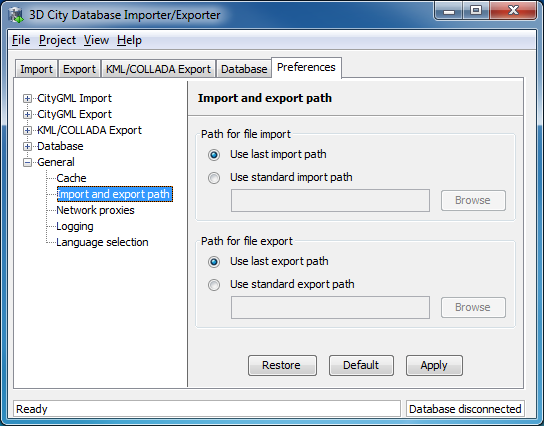 3D City Database Importer/Exporter
File Project View Help
Import Export KML/COLLADA Export Database Preferences
CityGML Import
CityGML Export
KML/COLLADA Export
Database
General
Cache
Import and export path
Network proxies
Logging
Language selection
Import and export path
Path for file import
Use last import path
Use standard import path
Browse
Path for file export
Use last export path
Use standard export path
Browse
Restore Default Apply
Ready Database disconnected